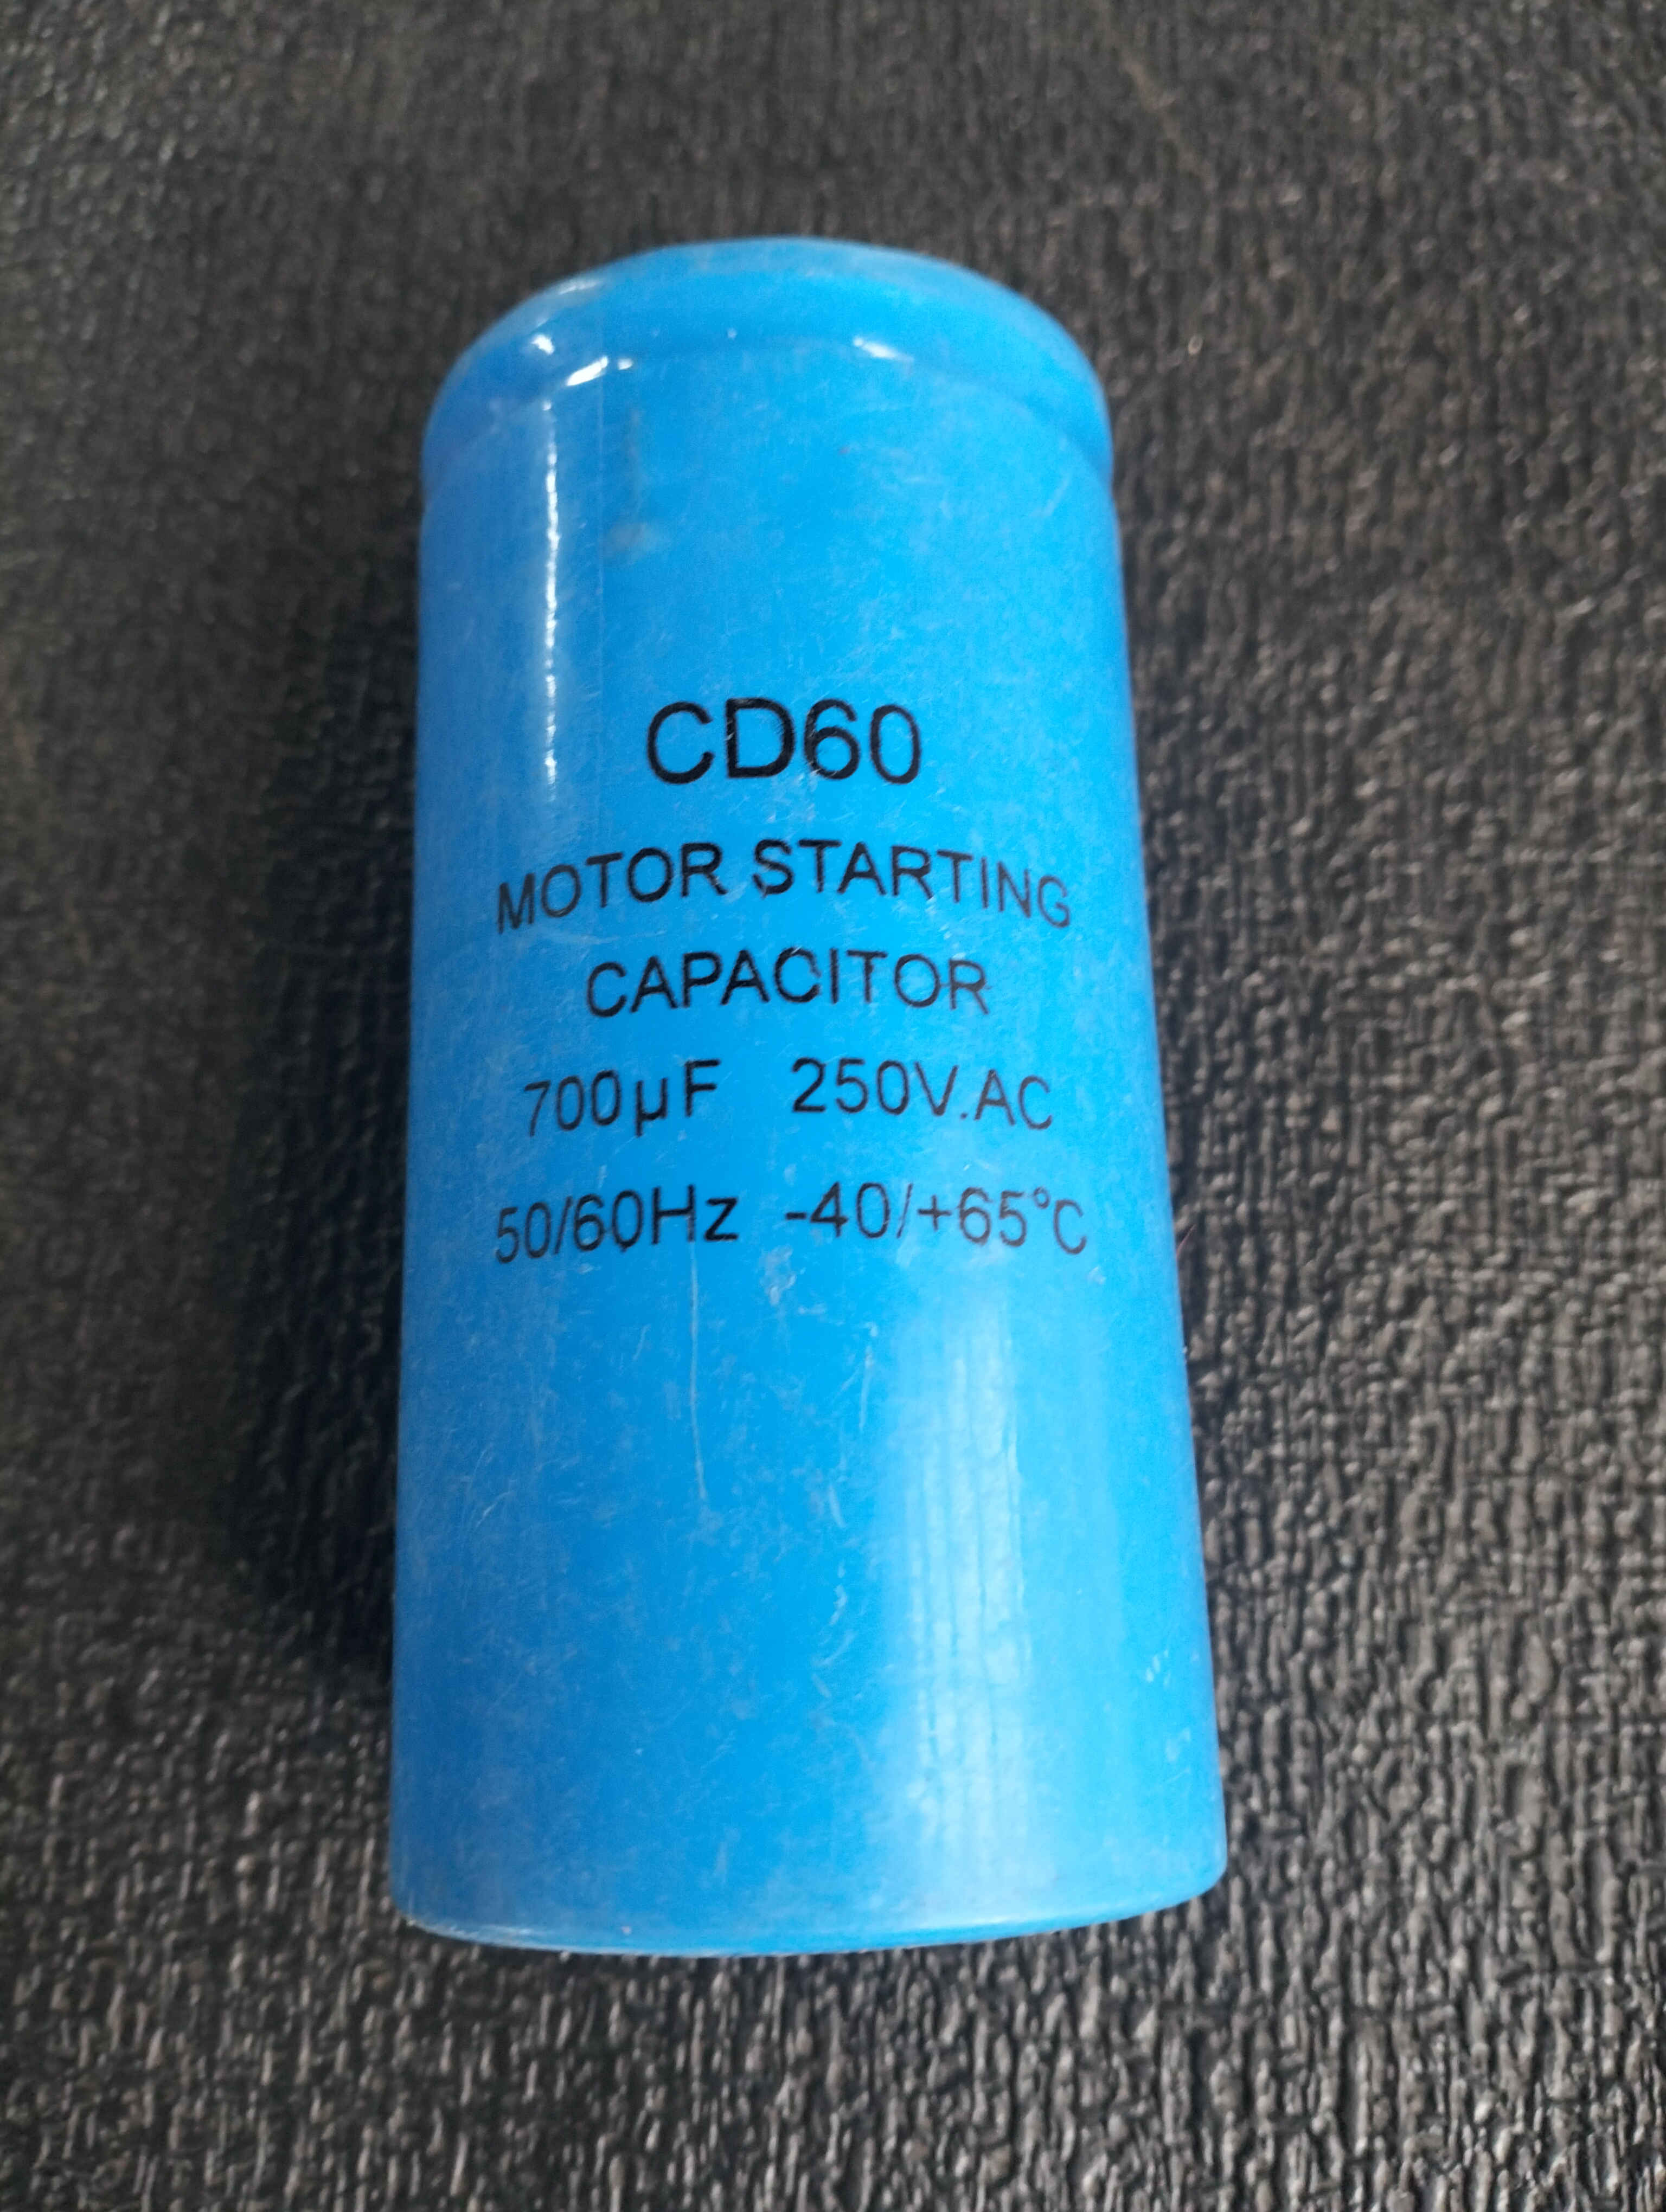 CD60
MOTOR STARTING
CAPACITOR
700µF 250V.AC
50/60Hz -40/+65°C